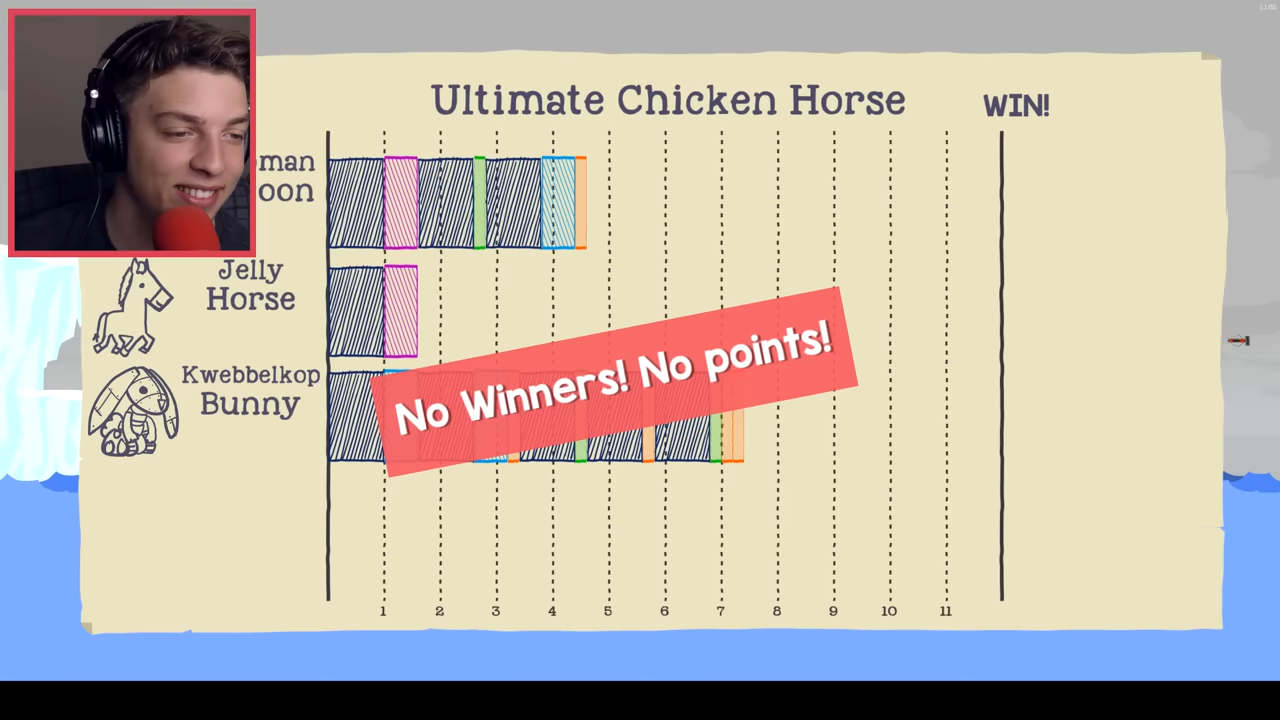 Ultimate Chicken Horse
WIN!
man
oon
Jelly
Horse
Kwebbelkop
Bunny
No Winners! No points!
1 2 3 4 5 6 7 8 9 10 11